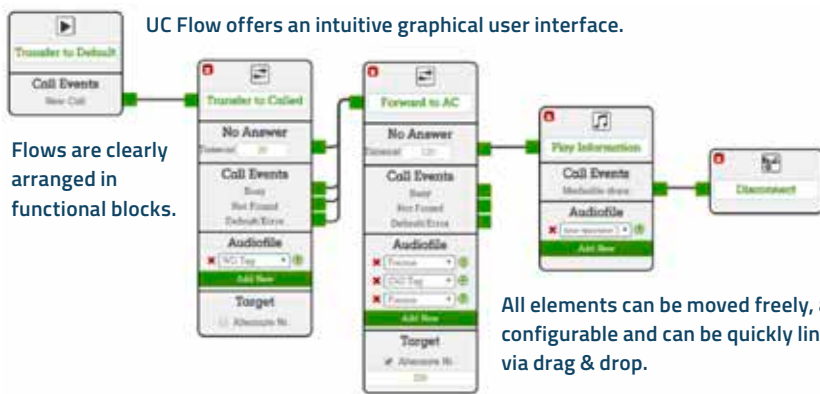 UC Flow offers an intuitive graphical user interface.
Transfer to Default
Call Events
New Call
Flows are clearly
arranged in
functional blocks.
Transfer to Called
No Answer
Timeout
20
Call Events
Busy
Not Found
Default/Error
Audiofile
Add New
Target
Alternate Nr.
Forward to AC
No Answer
Timeout 120
Call Events
Busy
Not Found
Default/Error
Audiofile
Add New
Target
Alternate Nr.
Play Information
Call Events
Audiofile
Add New
Disconnect
All elements can be moved freely,
configurable and can be quickly lin
via drag & drop.